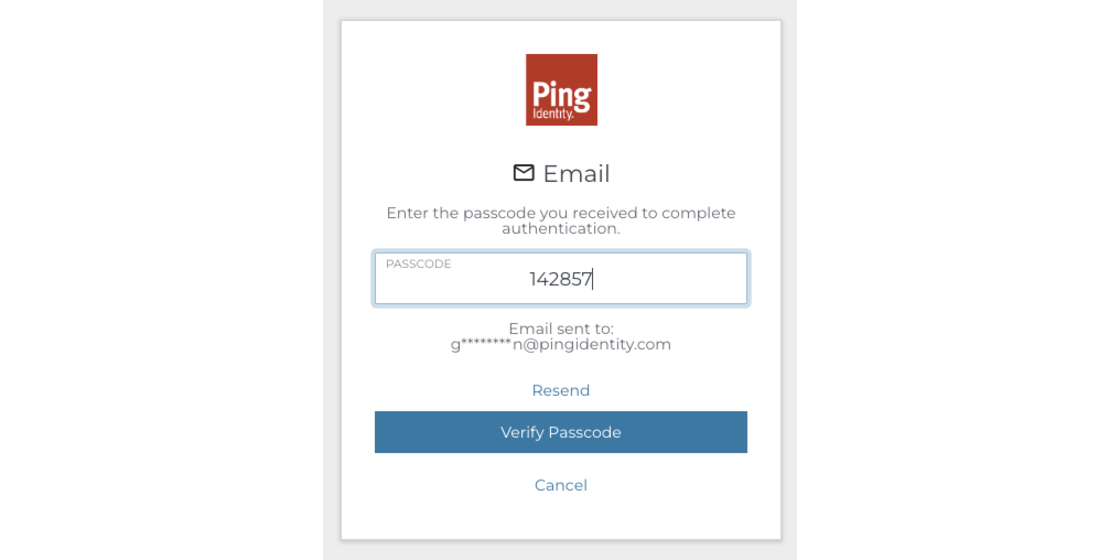 Ping
Identity.
Email
Enter the passcode you received to complete
authentication.
PASSCODE
142857
Email sent to:
g********n@pingidentity.com
Resend
Verify Passcode
Cancel